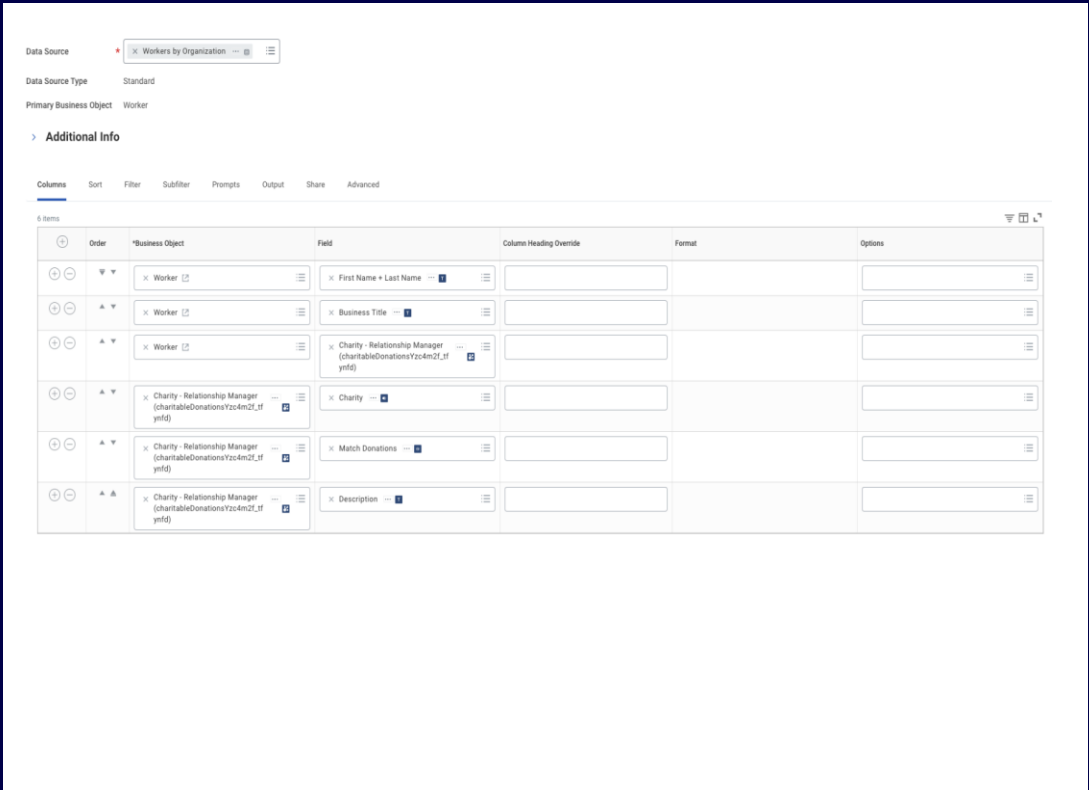 Data Source * Workers by Organization
Data Source Type Standard
Primary Business Object Worker
Additional Info
Columns Sort Filter Subfilter Prompts Output Share Advanced
6 items
Order *Business Object Field Column Heading Override Format Options
Worker First Name + Last Name
Worker Business Title
Worker Charity - Relationship Manager
(charitableDonationsYzc4m2f_tf
ynfd)
Charity - Relationship Manager
(charitableDonationsYzc4m2f_tf
ynfd)
Charity
Charity - Relationship Manager
(charitableDonationsYzc4m2f_tf
ynfd)
Match Donations
Charity - Relationship Manager
(charitableDonationsYzc4m2f_tf
ynfd)
Description